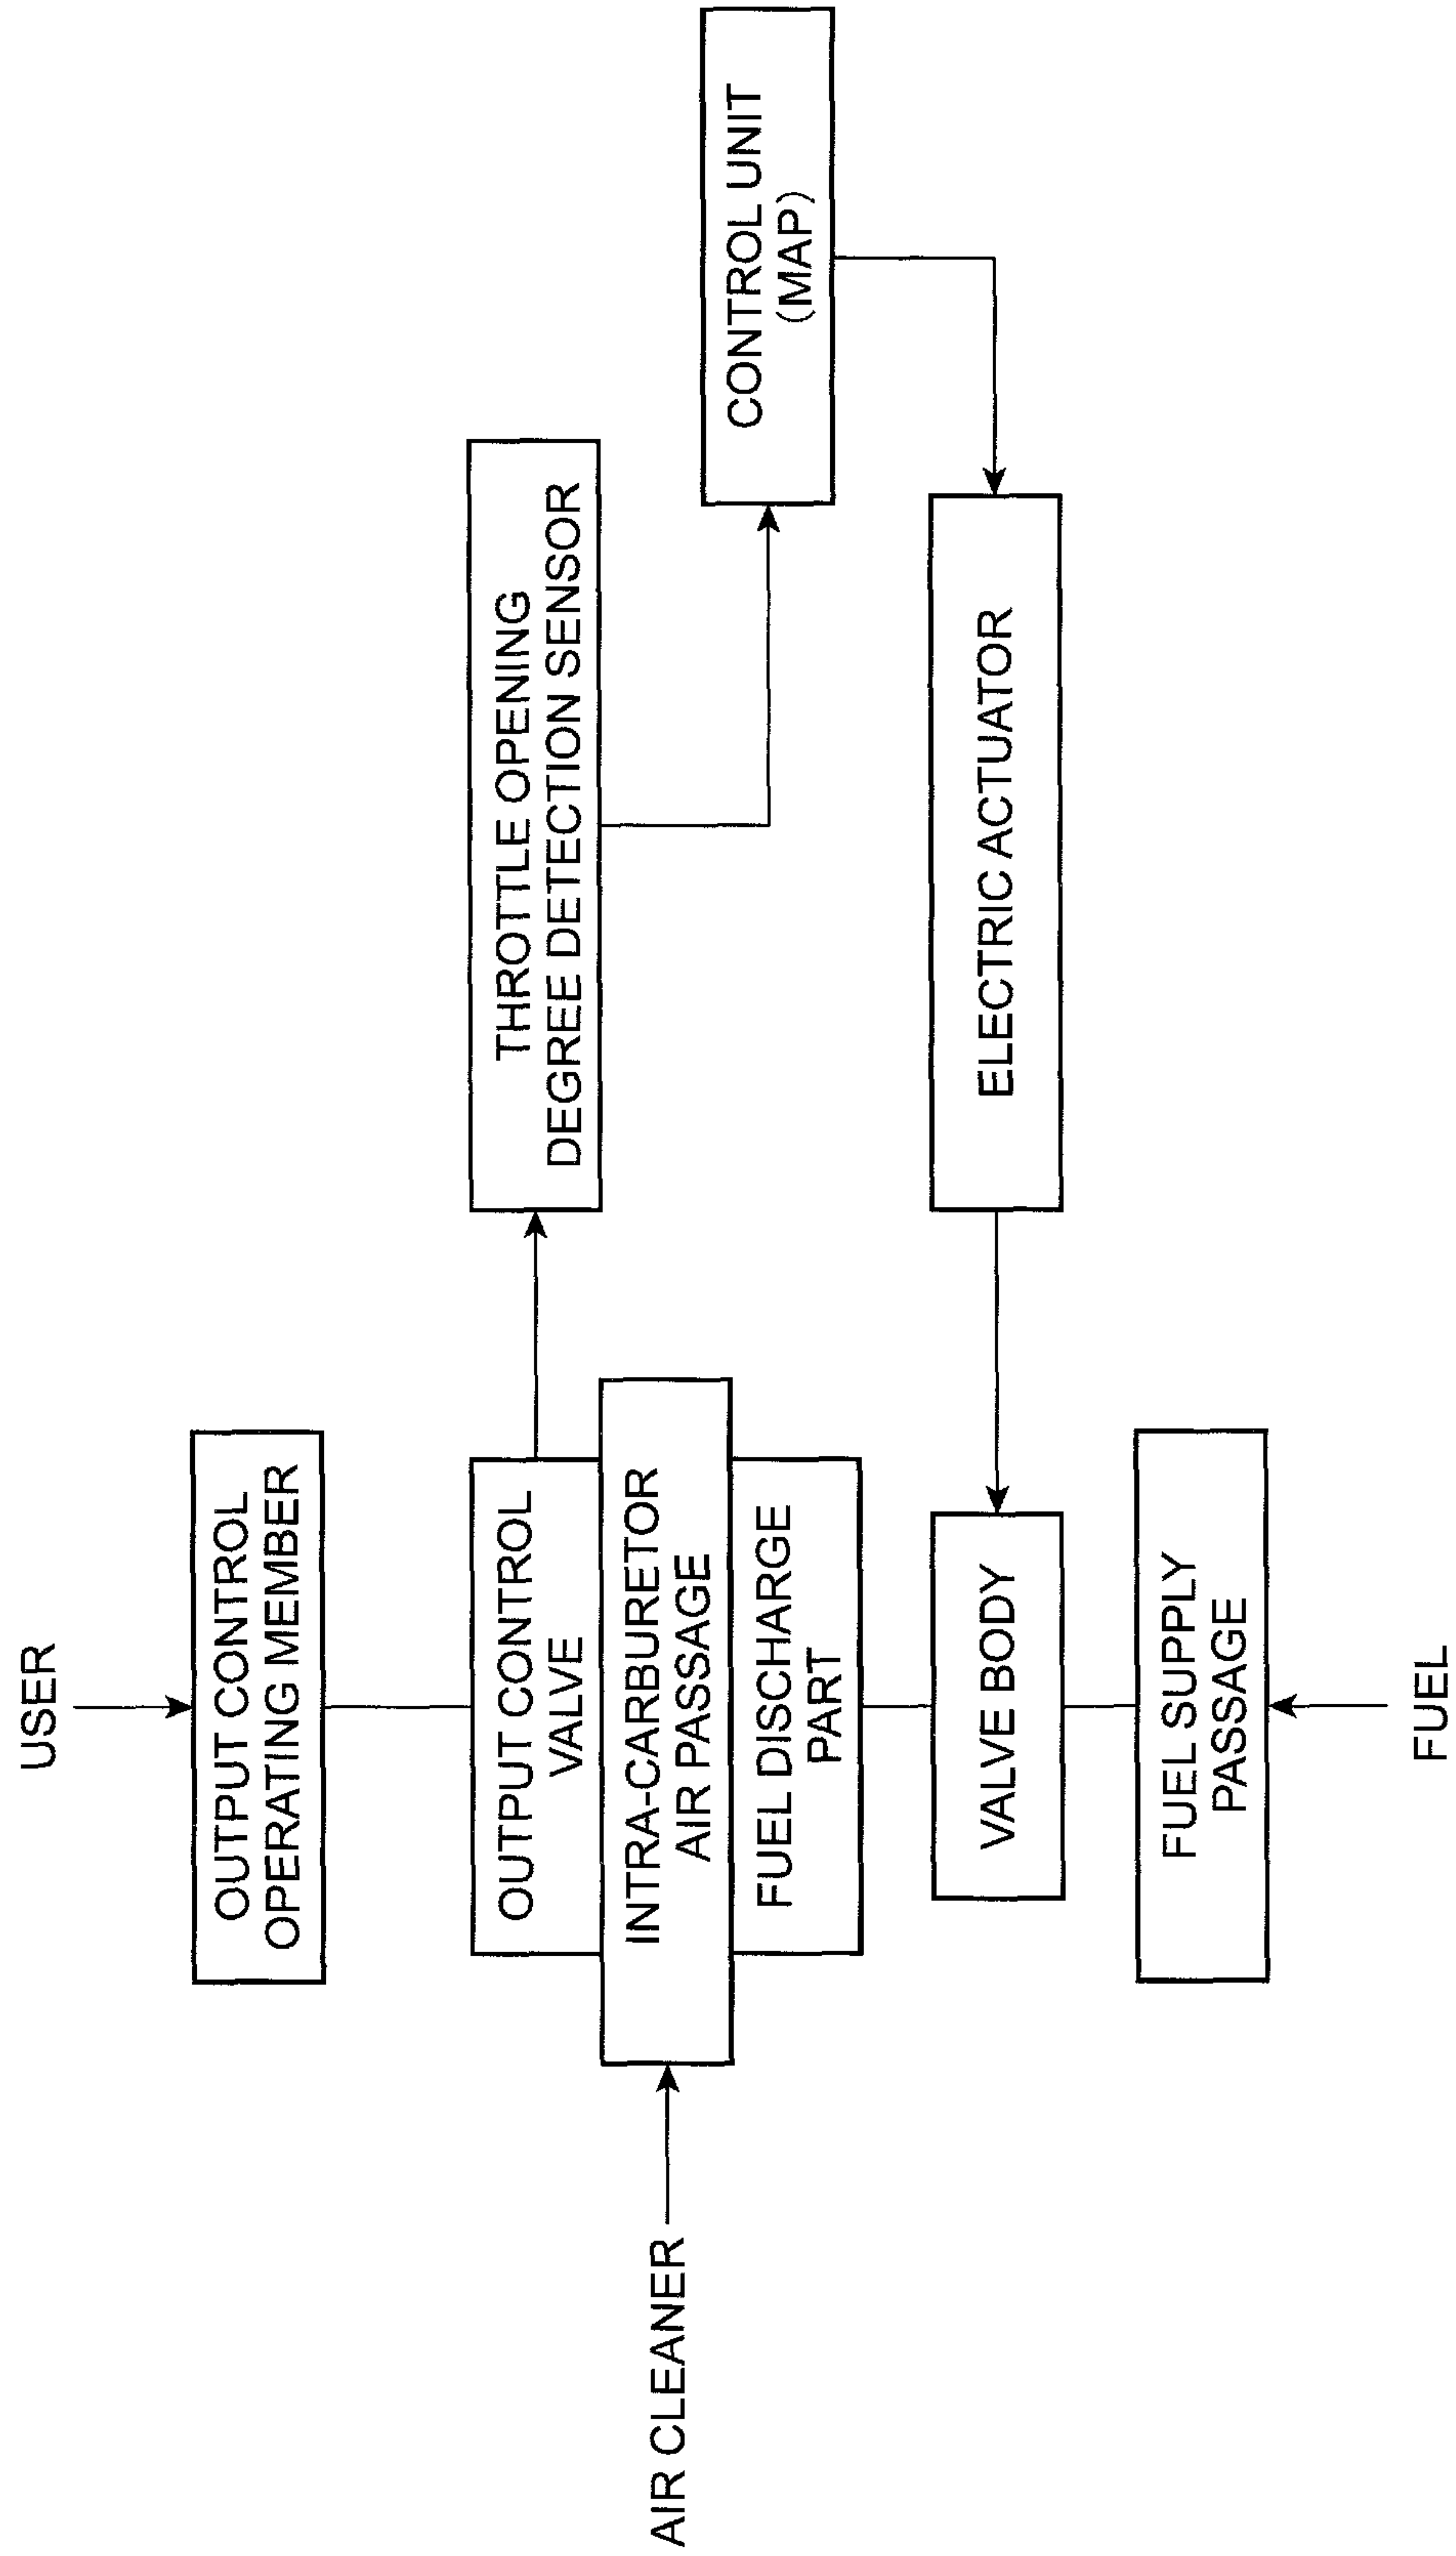 USER
OUTPUT CONTROL
OPERATING MEMBER
OUTPUT CONTROL
VALVE
THROTTLE OPENING
DEGREE DETECTION SENSOR
AIR CLEANER
INTRA-CARBURETOR
AIR PASSAGE
CONTROL UNIT
(MAP)
FUEL DISCHARGE
PART
VALVE BODY
ELECTRIC ACTUATOR
FUEL SUPPLY
PASSAGE
FUEL